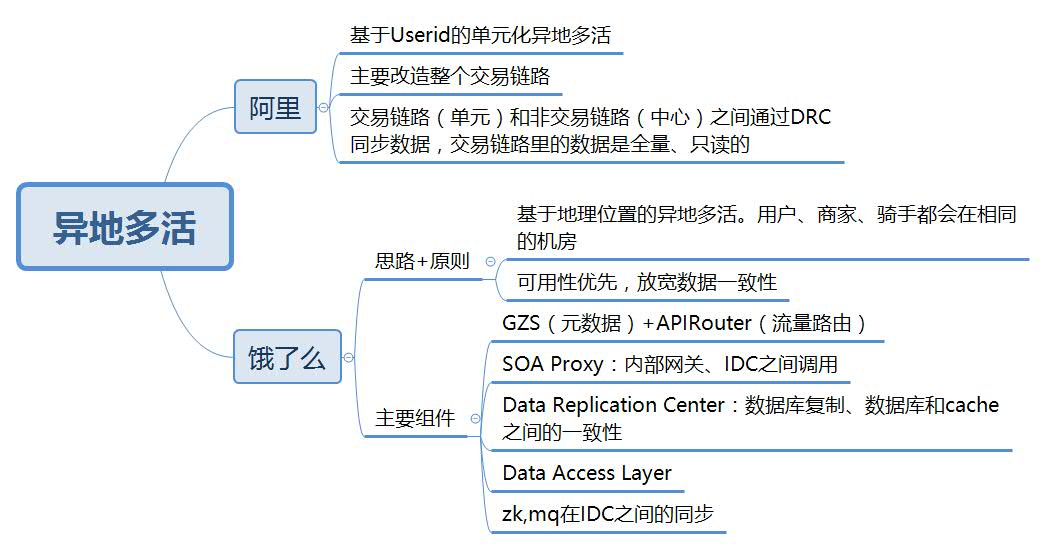 异地多活
阿里
基于Userid的单元化异地多活
主要改造整个交易链路
交易链路（单元）和非交易链路（中心）之间通过DRC
同步数据，交易链路里的数据是全量、只读的
饿了么
思路+原则
基于地理位置的异地多活。用户、商家、骑手都会在相同
的机房
可用性优先，放宽数据一致性
主要组件
GZS（元数据）+APIRouter（流量路由）
SOA Proxy：内部网关、IDC之间调用
Data Replication Center：数据库复制、数据库和cache
之间的一致性
Data Access Layer
zk,mq在IDC之间的同步